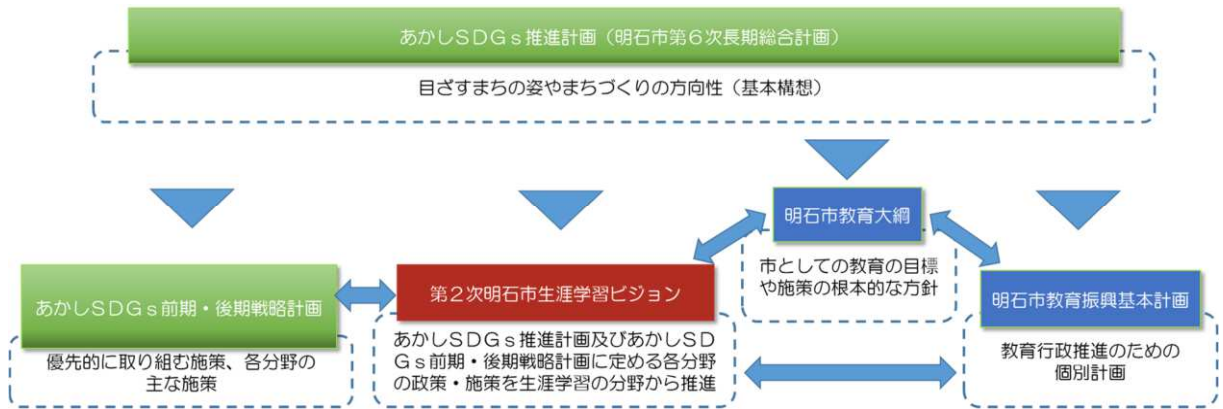 あかしSDGs推進計画（明石市第6次長期総合計画）
目ざすまちの姿やまちづくりの方向性（基本構想）
明石市教育大綱
市としての教育の目標
や施策の根本的な方針
あかしSDGs前期・後期戦略計画
優先的に取り組む施策、各分野の
主な施策
第2次明石市生涯学習ビジョン
あかしSDGs推進計画及びあかしSD
Gs前期・後期戦略計画に定める各分野
の政策・施策を生涯学習の分野から推進
明石市教育振興基本計画
教育行政推進のための
個別計画